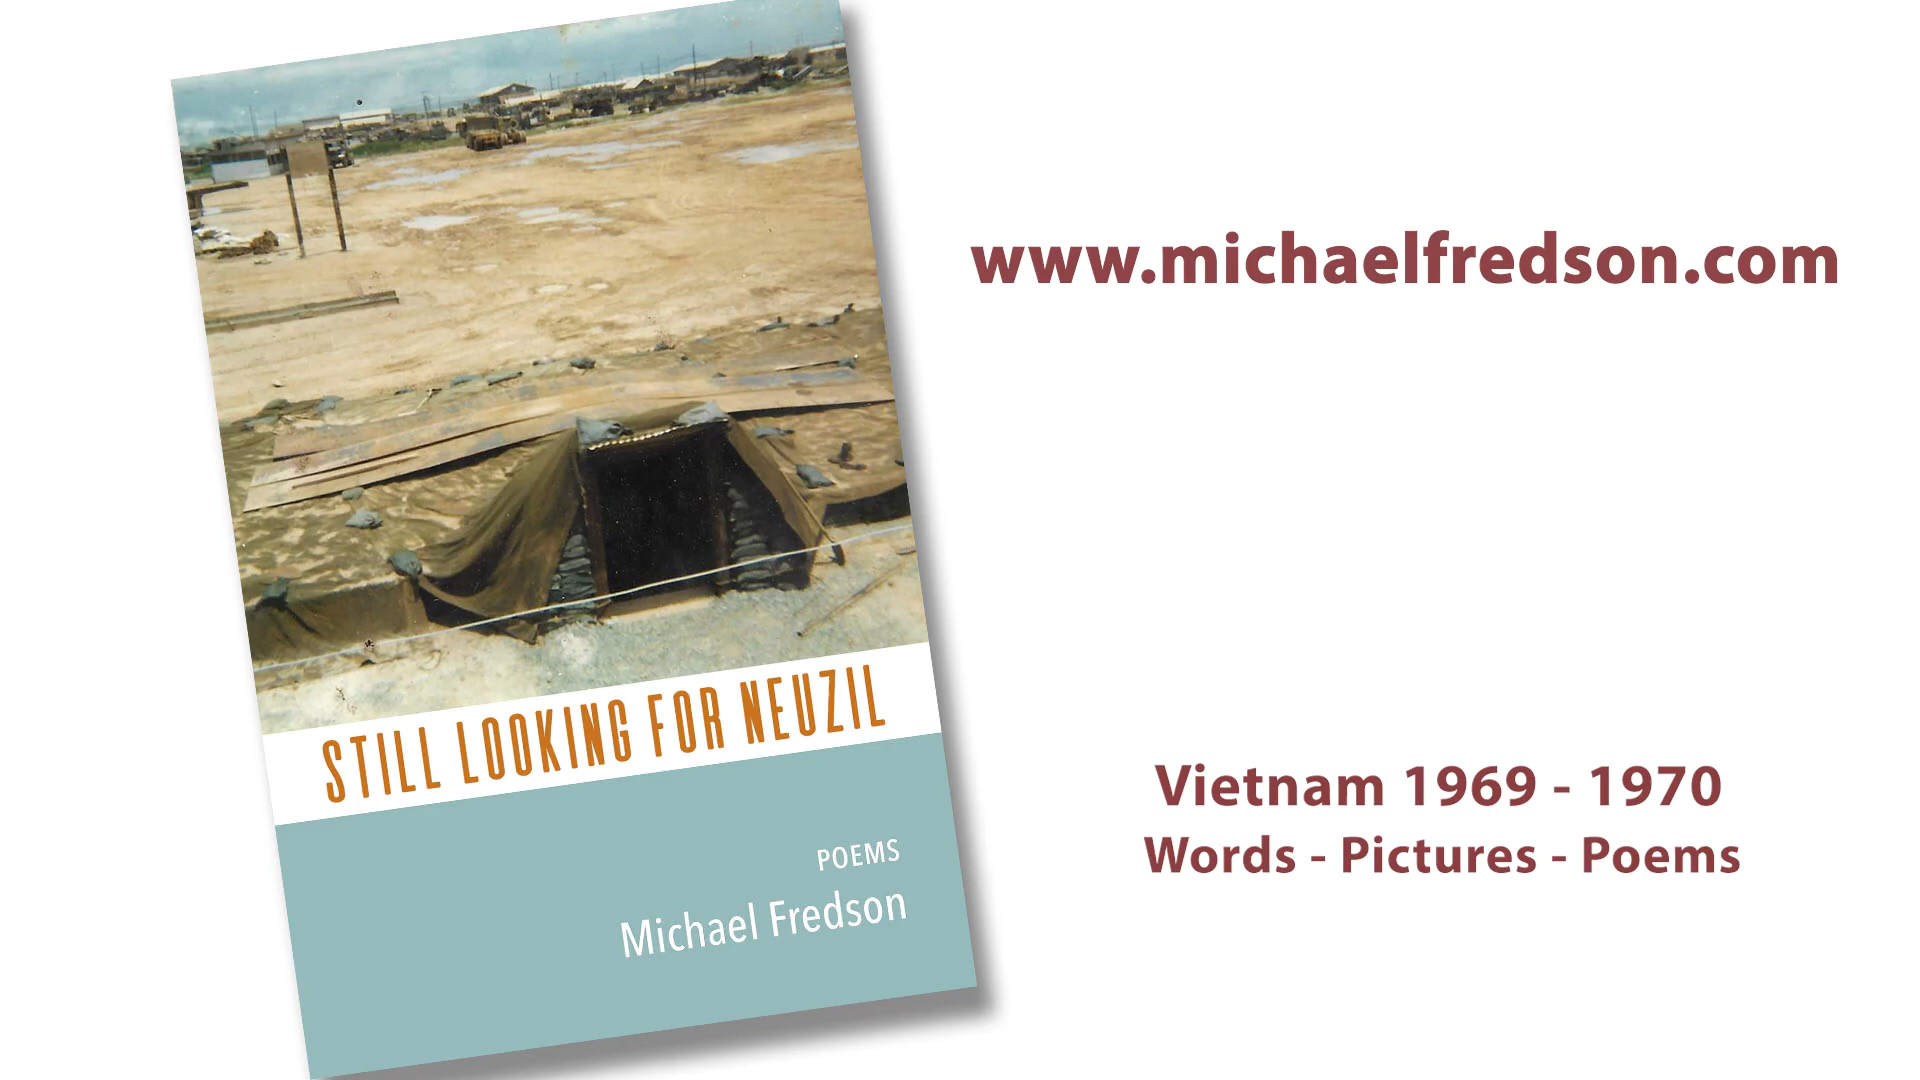 STILL LOOKING FOR NEUZIL
POEMS
Michael Fredson
www.michaelfredson.com
Vietnam 1969 - 1970
Words - Pictures - Poems